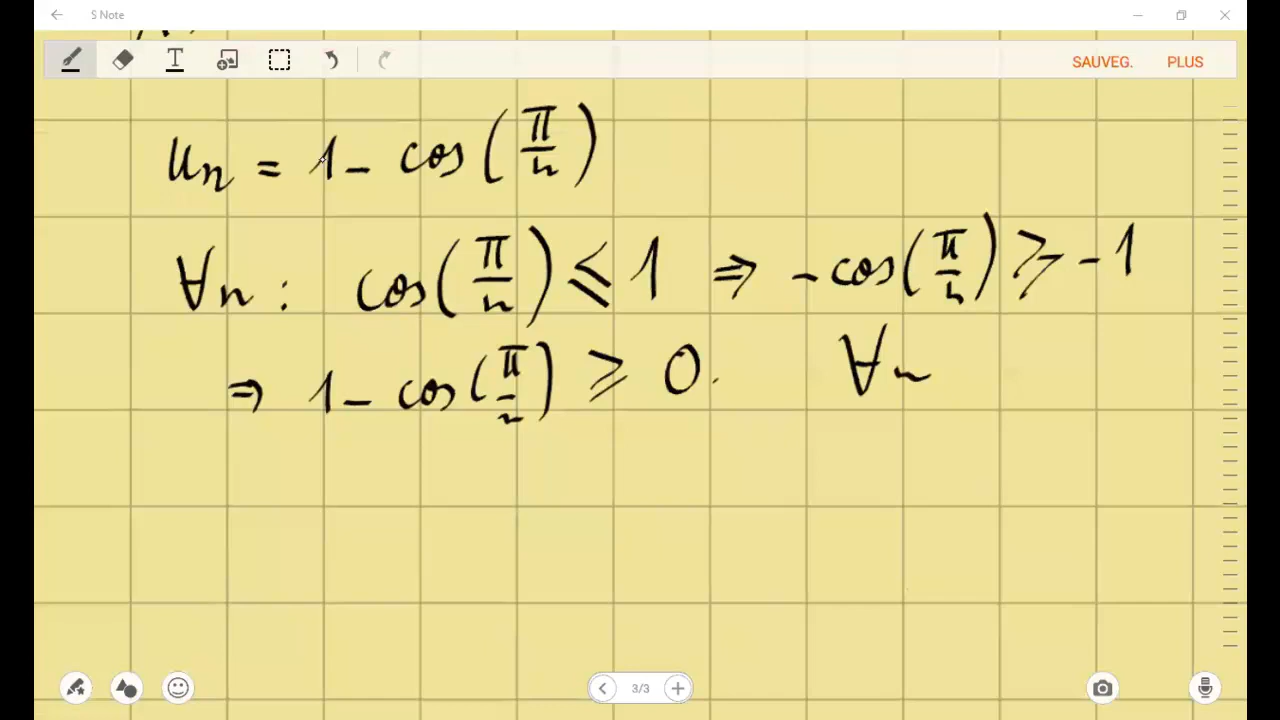 S Note
SAUVEG. PLUS
un = 1 - cos(π/n)
∀n : cos(π/n) ⩽ 1 ⇒ -cos(π/n) ⩾ -1
⇒ 1 - cos(π/n) ⩾ 0. ∀n
3/3